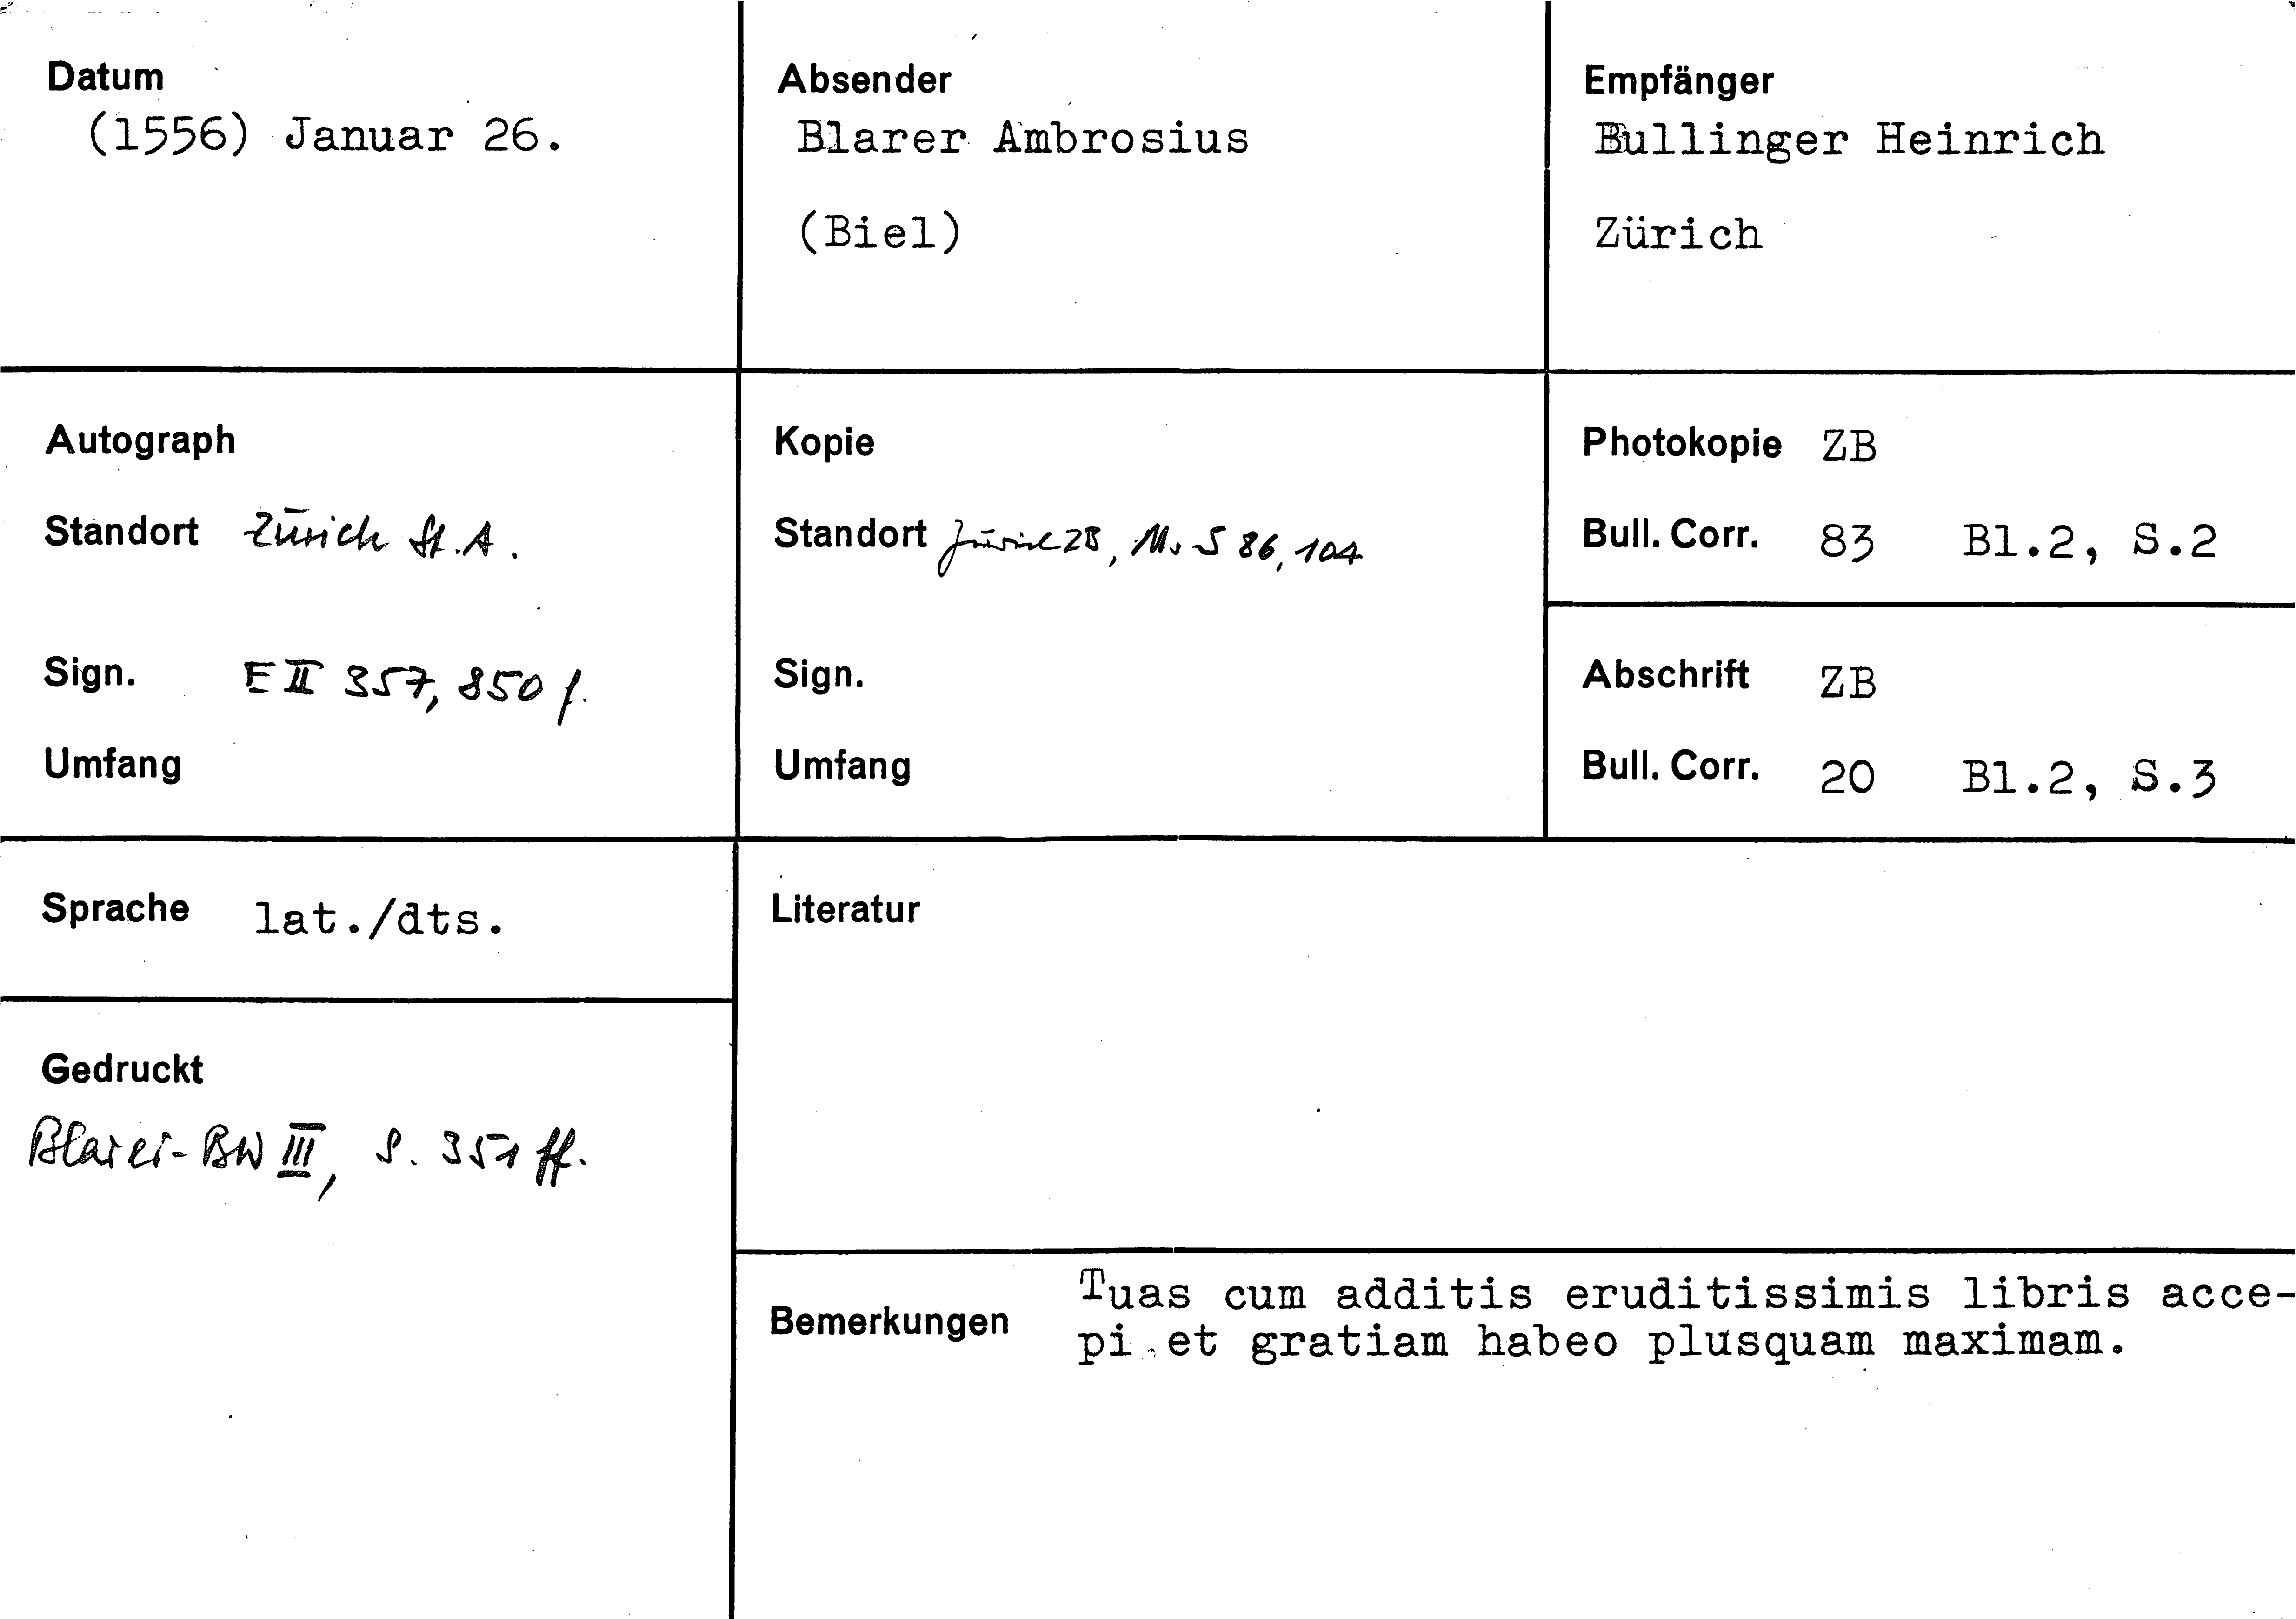 Datum
(1556) Januar 26.
Absender
Blarer Ambrosius
(Biel)
Empfänger
Bullinger Heinrich
Zürich
Autograph
Standort Zürich St.A.
Sign. E II 357, 850 f.
Umfang
Kopie
Standort Zürich ZB, Ms S 86, 104
Sign.
Umfang
Photokopie ZB
Bull. Corr. 83 Bl.2, S.2
Abschrift ZB
Bull. Corr. 20 Bl.2, S.3
Sprache lat./dts.
Gedruckt
Blarer-BW III, S. 351 ff.
Literatur
Bemerkungen
Tuas cum additis eruditissimis libris acce-
pi et gratiam habeo plusquam maximam.